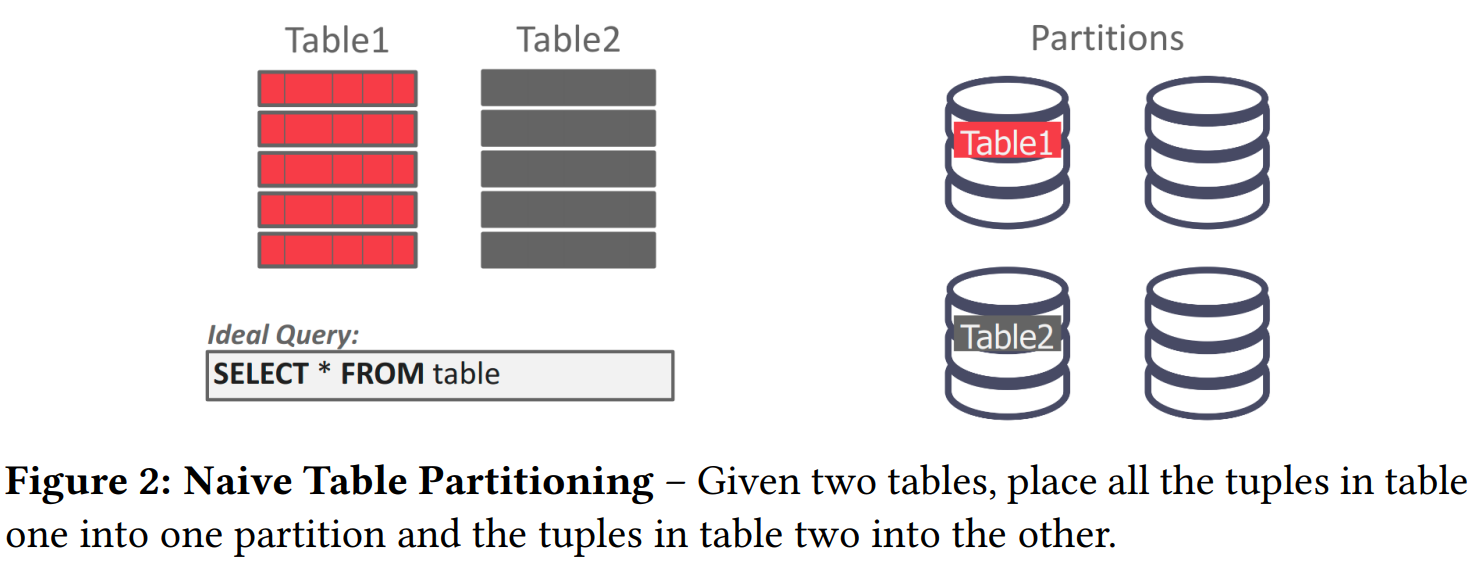 Table1
Table2
Partitions
Table1
Table2
Ideal Query:
SELECT * FROM table
Figure 2: Naive Table Partitioning – Given two tables, place all the tuples in table
one into one partition and the tuples in table two into the other.